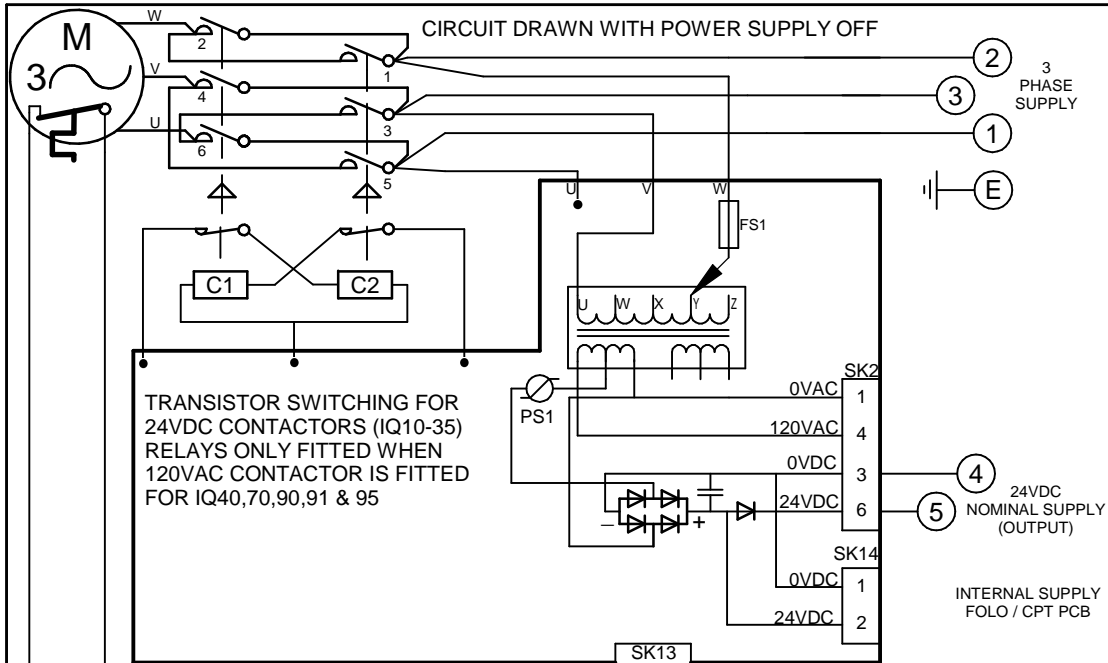 CIRCUIT DRAWN WITH POWER SUPPLY OFF
W
M
3
V
U
2
4
6
1
3
5
2
3
1
E
3
PHASE
SUPPLY
U
V
W
FS1
C1
C2
U
W
X
Y
Z
PS1
TRANSISTOR SWITCHING FOR
24VDC CONTACTORS (IQ10-35)
RELAYS ONLY FITTED WHEN
120VAC CONTACTOR IS FITTED
FOR IQ40,70,90,91 & 95
SK2
0VAC 1
120VAC 4
0VDC 3
24VDC 6
– +
4
5
24VDC
NOMINAL SUPPLY
(OUTPUT)
SK14
0VDC 1
24VDC 2
INTERNAL SUPPLY
FOLO / CPT PCB
SK13